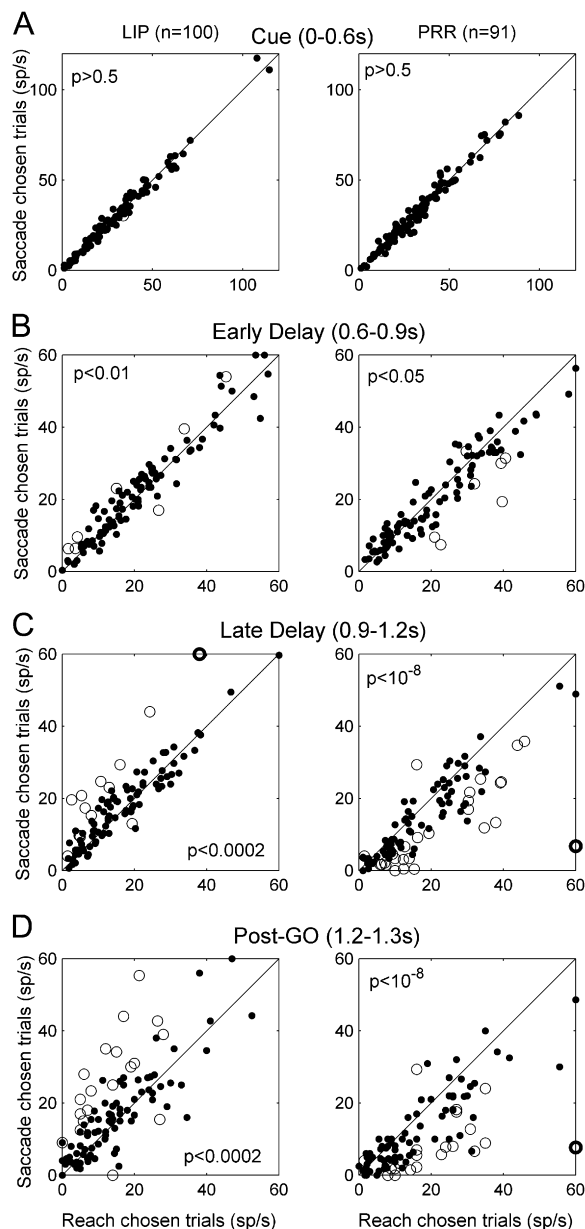 A
LIP (n=100) Cue (0-0.6s) PRR (n=91)
Saccade chosen trials (sp/s)
p>0.5
p>0.5
100
50
0
0 50 100
100
50
0
0 50 100
B
Early Delay (0.6-0.9s)
Saccade chosen trials (sp/s)
p<0.01
p<0.05
60
40
20
0
0 20 40 60
60
40
20
0
0 20 40 60
C
Late Delay (0.9-1.2s)
Saccade chosen trials (sp/s)
p<0.0002
p<10-8
60
40
20
0
0 20 40 60
60
40
20
0
0 20 40 60
D
Post-GO (1.2-1.3s)
Saccade chosen trials (sp/s)
p<0.0002
p<10-8
60
40
20
0
0 20 40 60
60
40
20
0
0 20 40 60
Reach chosen trials (sp/s)
Reach chosen trials (sp/s)